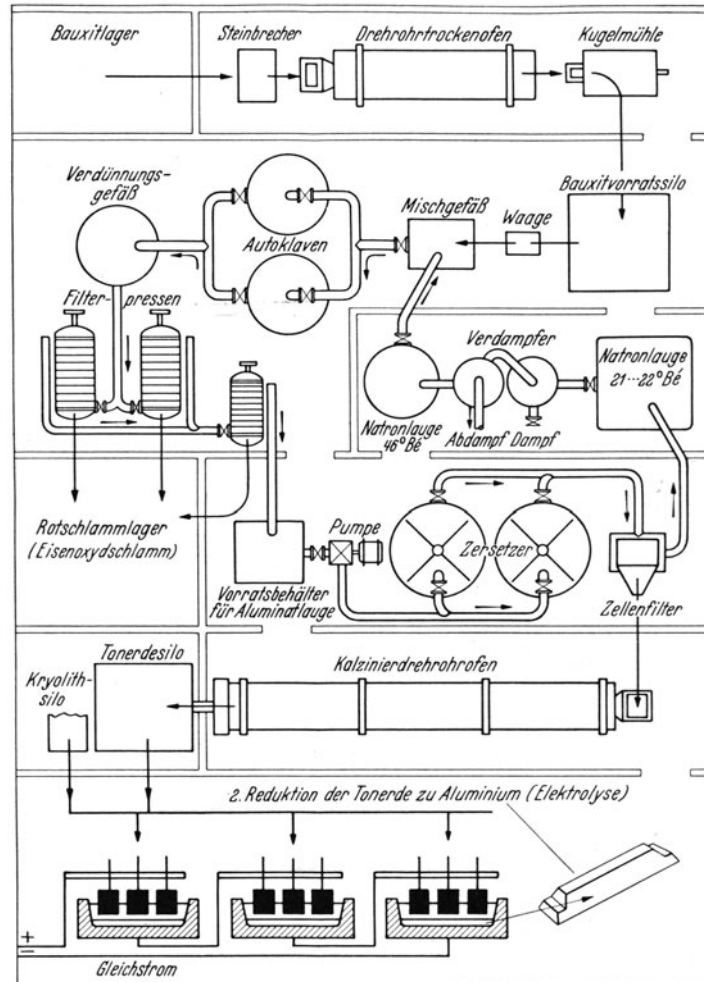 Bauxitlager
Steinbrecher
Drehrohrtrockenofen
Kugelmühle
Verdünnungs-
gefäß
Autoklaven
Mischgefäß
Waage
Bauxitvorratssilo
Filter-
pressen
Verdampfer
Natronlauge
21---22° Bé
Natronlauge
46° Bé
Abdampf
Dampf
Rotschlammlager
(Eisenoxydschlamm)
Pumpe
Zersetzer
Vorratsbehälter
für Aluminatlauge
Zellenfilter
Tonerdesilo
Kryolith-
silo
Kalzinierdrehrohrofen
2. Reduktion der Tonerde zu Aluminium (Elektrolyse)
+
−
Gleichstrom